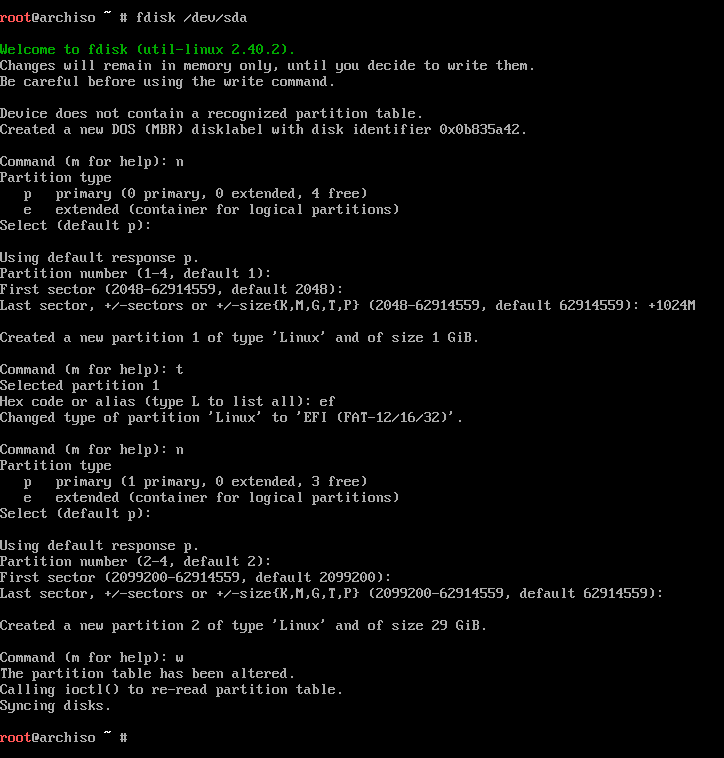 root@archiso ~ # fdisk /dev/sda
Welcome to fdisk (util-linux 2.40.2).
Changes will remain in memory only, until you decide to write them.
Be careful before using the write command.
Device does not contain a recognized partition table.
Created a new DOS (MBR) disklabel with disk identifier 0x0b835a42.
Command (m for help): n
Partition type
   p   primary (0 primary, 0 extended, 4 free)
   e   extended (container for logical partitions)
Select (default p):
Using default response p.
Partition number (1-4, default 1):
First sector (2048-62914559, default 2048):
Last sector, +/-sectors or +/-size{K,M,G,T,P} (2048-62914559, default 62914559): +1024M
Created a new partition 1 of type 'Linux' and of size 1 GiB.
Command (m for help): t
Selected partition 1
Hex code or alias (type L to list all): ef
Changed type of partition 'Linux' to 'EFI (FAT-12/16/32)'.
Command (m for help): n
Partition type
   p   primary (1 primary, 0 extended, 3 free)
   e   extended (container for logical partitions)
Select (default p):
Using default response p.
Partition number (2-4, default 2):
First sector (2099200-62914559, default 2099200):
Last sector, +/-sectors or +/-size{K,M,G,T,P} (2099200-62914559, default 62914559):
Created a new partition 2 of type 'Linux' and of size 29 GiB.
Command (m for help): w
The partition table has been altered.
Calling ioctl() to re-read partition table.
Syncing disks.
root@archiso ~ #